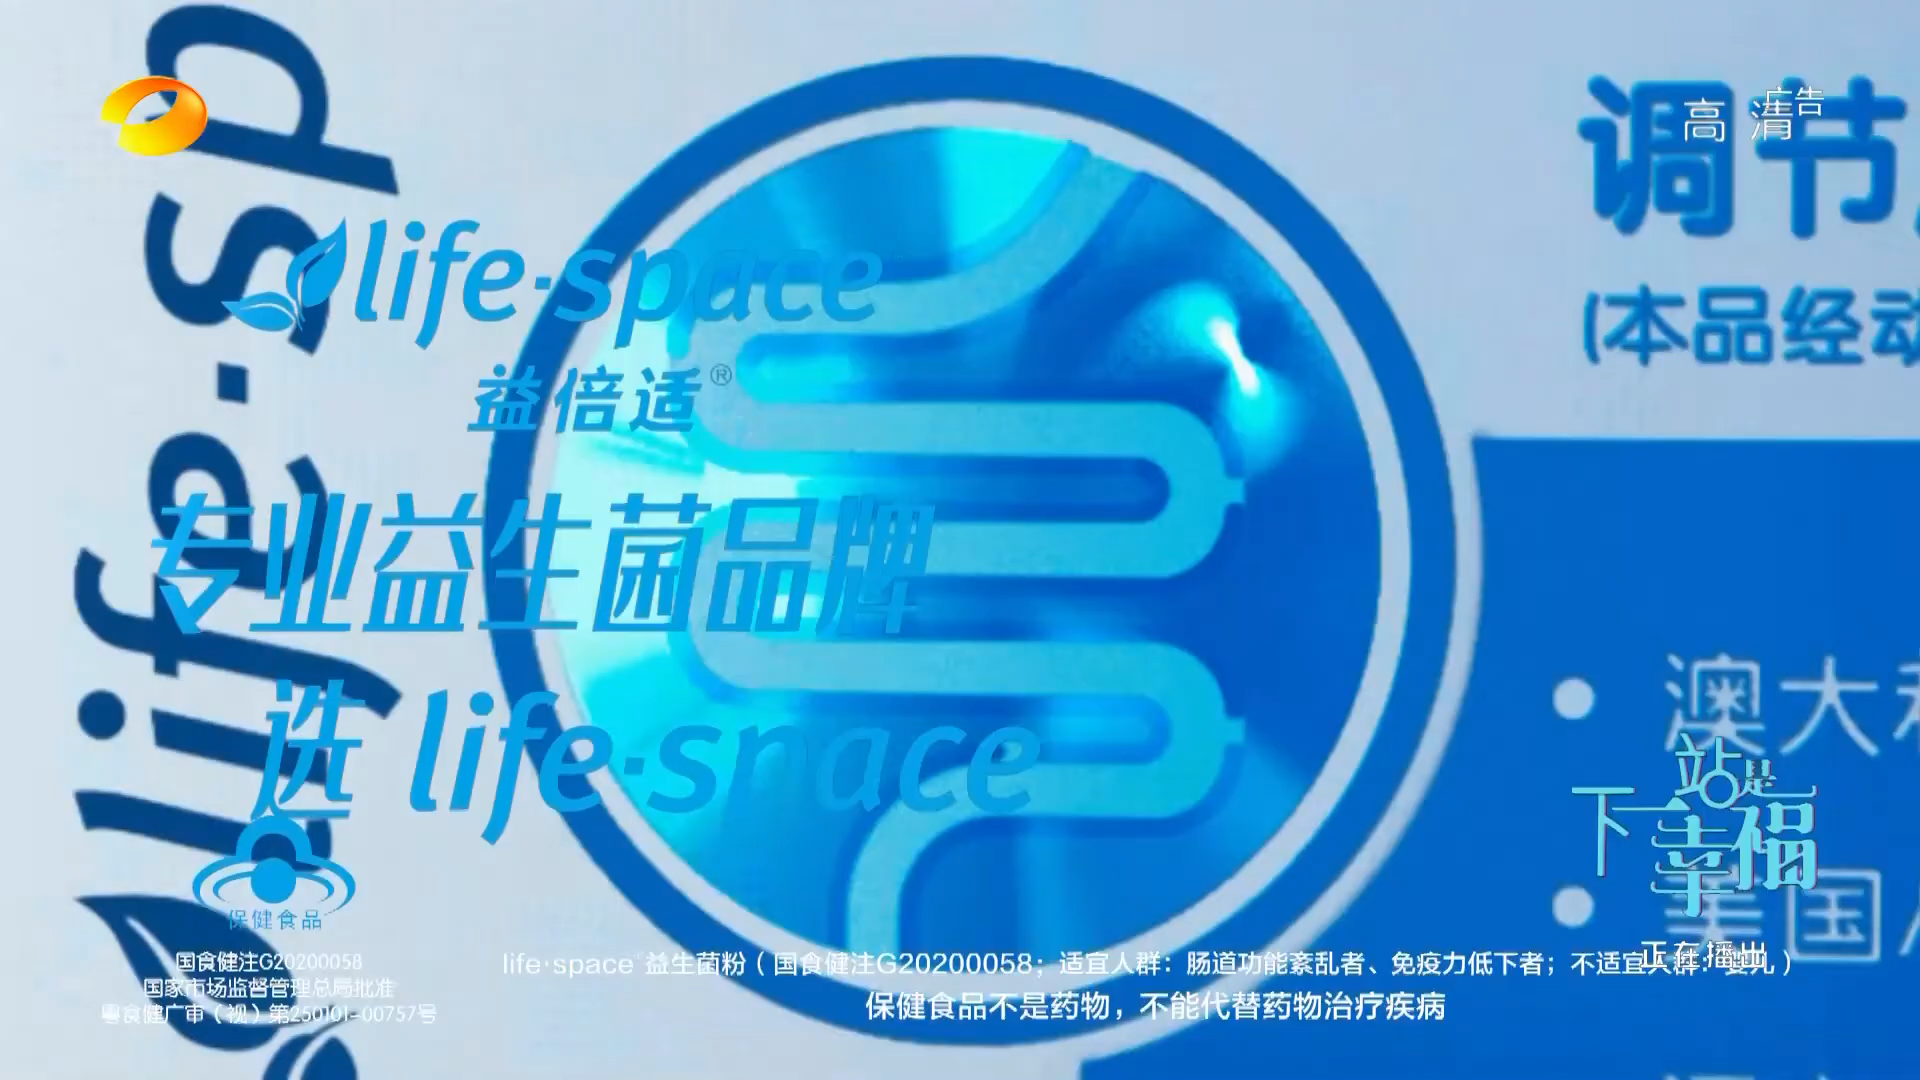 高清
广告
调节
(本品经动
life·space
life·space
益倍适®
专业益生菌品牌
选 life·space
澳大利
美国
下一站是幸福
正在播出
保健食品
国食健注G20200058
国家市场监督管理总局批准
粤食健广审（视）第250101-00757号
life·space 益生菌粉（国食健注G20200058；适宜人群：肠道功能紊乱者、免疫力低下者；不适宜人群：婴儿）
保健食品不是药物，不能代替药物治疗疾病